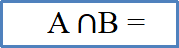 A ∩B =